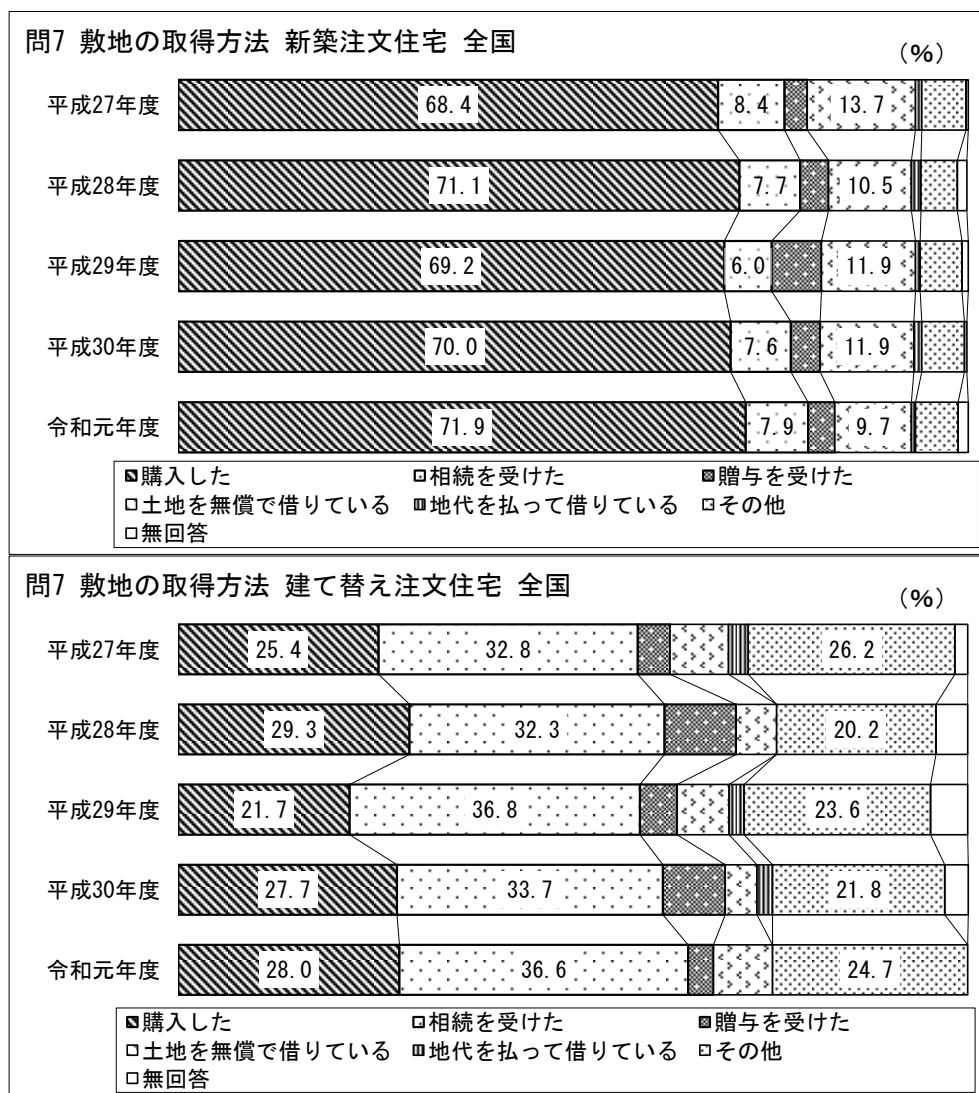 問7 敷地の取得方法 新築注文住宅 全国
(%)
平成27年度 68.4 8.4 13.7
平成28年度 71.1 7.7 10.5
平成29年度 69.2 6.0 11.9
平成30年度 70.0 7.6 11.9
令和元年度 71.9 7.9 9.7
購入した 相続を受けた 贈与を受けた
土地を無償で借りている 地代を払って借りている その他
無回答
問7 敷地の取得方法 建て替え注文住宅 全国
(%)
平成27年度 25.4 32.8 26.2
平成28年度 29.3 32.3 20.2
平成29年度 21.7 36.8 23.6
平成30年度 27.7 33.7 21.8
令和元年度 28.0 36.6 24.7
購入した 相続を受けた 贈与を受けた
土地を無償で借りている 地代を払って借りている その他
無回答